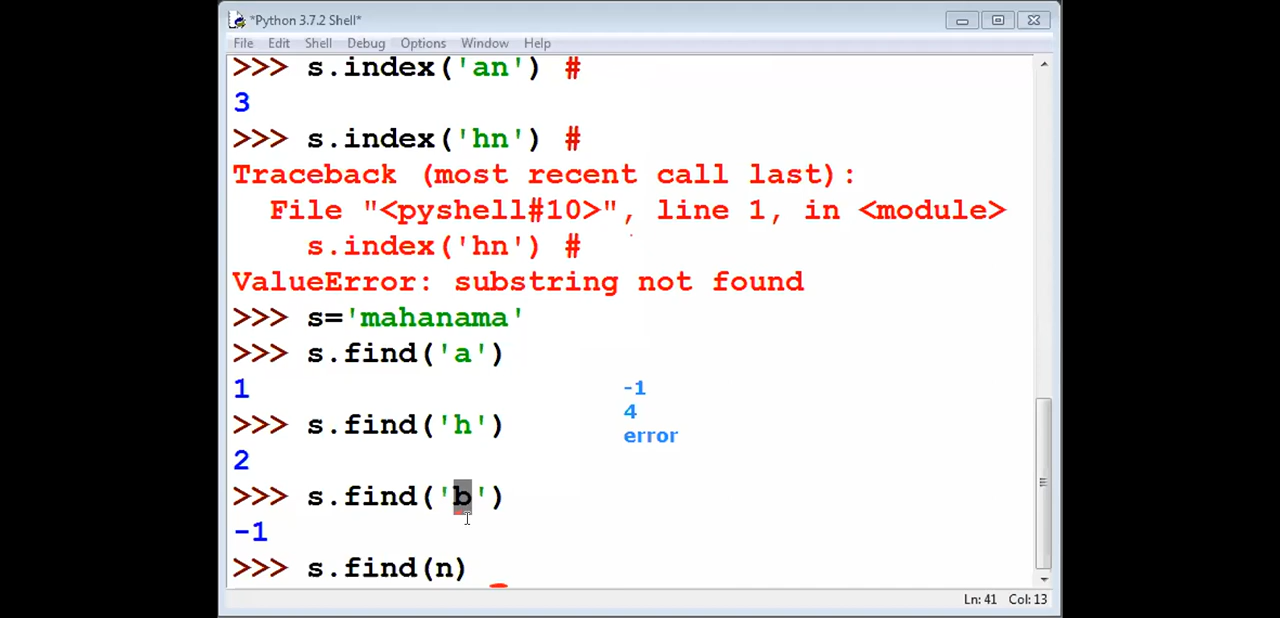 *Python 3.7.2 Shell*
File Edit Shell Debug Options Window Help
>>> s.index('an') #
3
>>> s.index('hn') #
Traceback (most recent call last):
  File "<pyshell#10>", line 1, in <module>
    s.index('hn') #
ValueError: substring not found
>>> s='mahanama'
>>> s.find('a')
1
-1
4
>>> s.find('h')
error
2
>>> s.find('b')
-1
>>> s.find(n)
Ln: 41 Col: 13